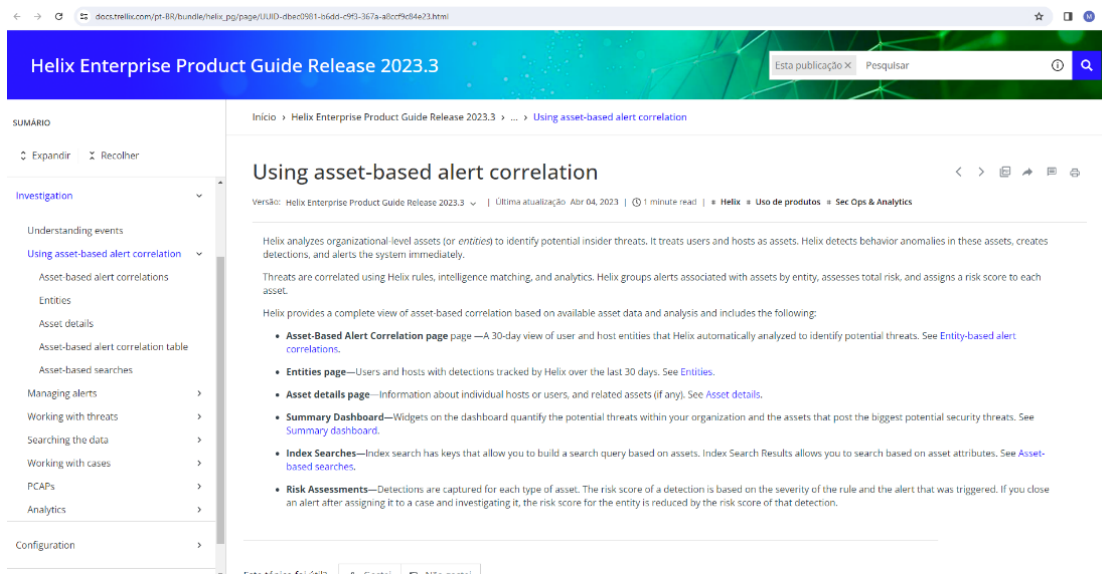 docs.trellix.com/pt-BR/bundle/helix_pg/page/UUID-dbec0981-b6dd-c9f3-367a-a8ccf9c84e23.html
M
Helix Enterprise Product Guide Release 2023.3
Esta publicação × Pesquisar
SUMÁRIO
Expandir Recolher
Investigation
Understanding events
Using asset-based alert correlation
Asset-based alert correlations
Entities
Asset details
Asset-based alert correlation table
Asset-based searches
Managing alerts
Working with threats
Searching the data
Working with cases
PCAPs
Analytics
Configuration
Início > Helix Enterprise Product Guide Release 2023.3 > ... > Using asset-based alert correlation
Using asset-based alert correlation
Versão: Helix Enterprise Product Guide Release 2023.3 | Última atualização Abr 04, 2023 | 1 minute read | Helix Uso de produtos Sec Ops & Analytics
Helix analyzes organizational-level assets (or entities) to identify potential insider threats. It treats users and hosts as assets. Helix detects behavior anomalies in these assets, creates
detections, and alerts the system immediately.
Threats are correlated using Helix rules, intelligence matching, and analytics. Helix groups alerts associated with assets by entity, assesses total risk, and assigns a risk score to each
asset.
Helix provides a complete view of asset-based correlation based on available asset data and analysis and includes the following:
• Asset-Based Alert Correlation page page —A 30-day view of user and host entities that Helix automatically analyzed to identify potential threats. See Entity-based alert
correlations.
• Entities page—Users and hosts with detections tracked by Helix over the last 30 days. See Entities.
• Asset details page—Information about individual hosts or users, and related assets (if any). See Asset details.
• Summary Dashboard—Widgets on the dashboard quantify the potential threats within your organization and the assets that post the biggest potential security threats. See
Summary dashboard.
• Index Searches—Index search has keys that allow you to build a search query based on assets. Index Search Results allows you to search based on asset attributes. See Asset-
based searches.
• Risk Assessments—Detections are captured for each type of asset. The risk score of a detection is based on the severity of the rule and the alert that was triggered. If you close
an alert after assigning it to a case and investigating it, the risk score for the entity is reduced by the risk score of that detection.
Este tópico foi útil? Gostei Não gostei